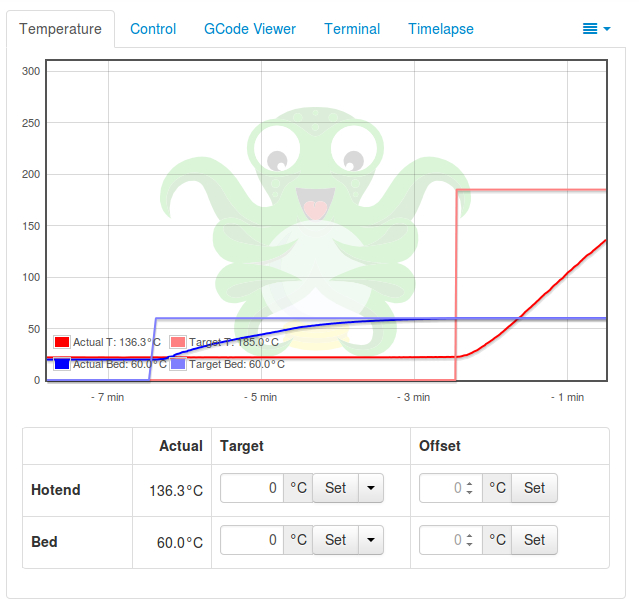 Temperature Control GCode Viewer Terminal Timelapse
300
250
200
150
100
50
0
Actual T: 136.3°C Target T: 185.0°C
Actual Bed: 60.0°C Target Bed: 60.0°C
- 7 min - 5 min - 3 min - 1 min
Actual Target Offset
Hotend 136.3°C 0 °C Set 0 °C Set
Bed 60.0°C 0 °C Set 0 °C Set